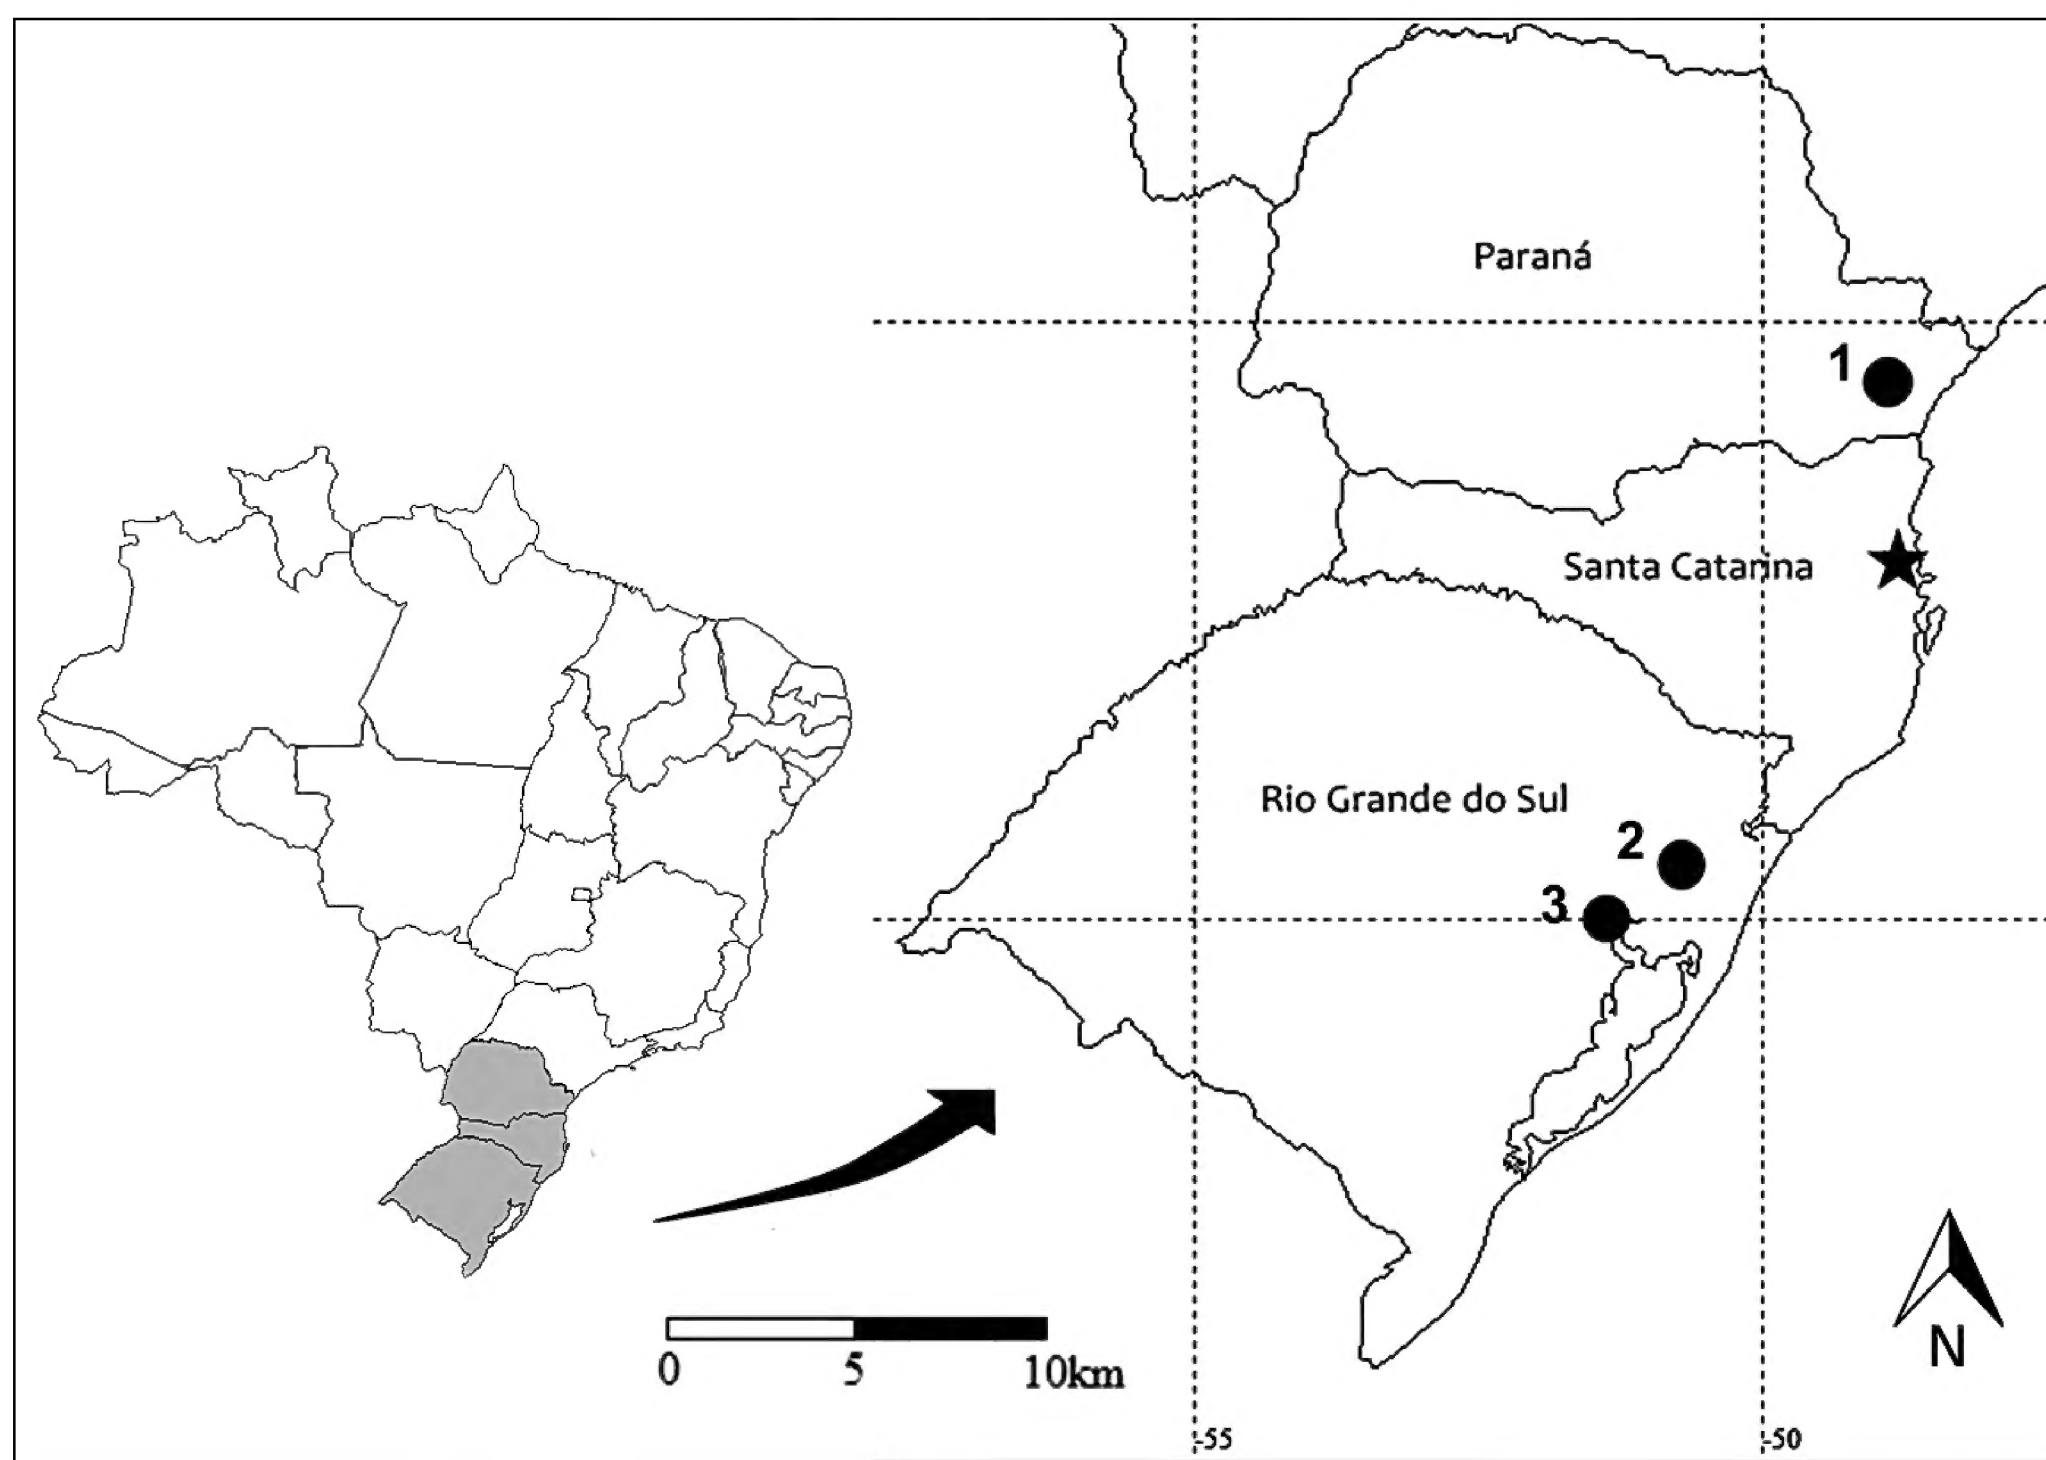 Paraná
1
Santa Catarina
Rio Grande do Sul
2
3
0 5 10km
N
-55 -50